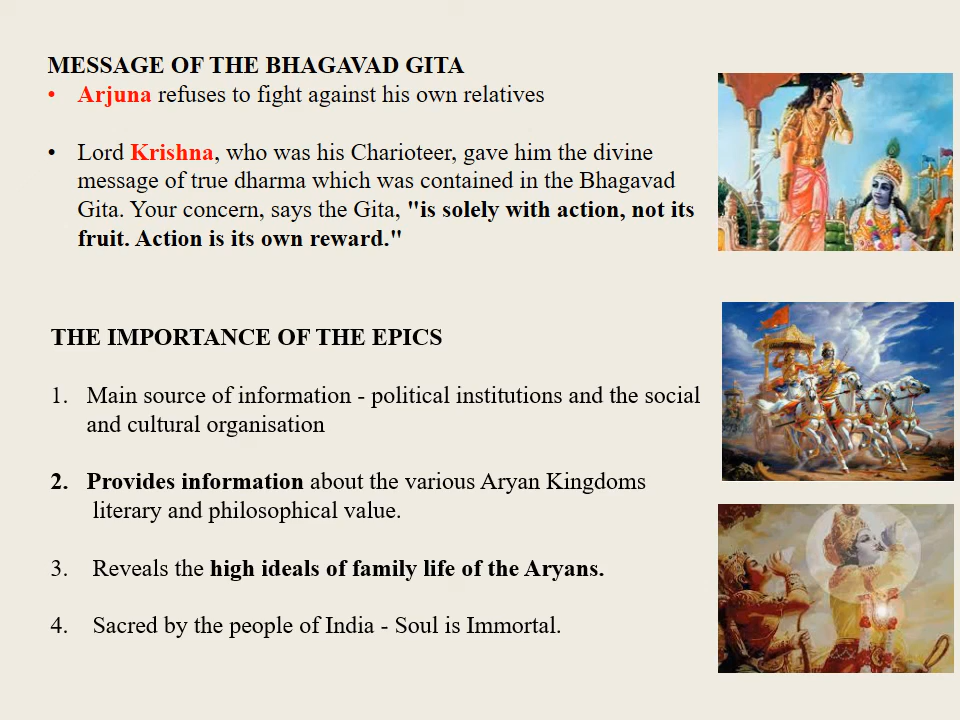 MESSAGE OF THE BHAGAVAD GITA
• Arjuna refuses to fight against his own relatives
• Lord Krishna, who was his Charioteer, gave him the divine
message of true dharma which was contained in the Bhagavad
Gita. Your concern, says the Gita, "is solely with action, not its
fruit. Action is its own reward."
THE IMPORTANCE OF THE EPICS
1. Main source of information - political institutions and the social
and cultural organisation
2. Provides information about the various Aryan Kingdoms
literary and philosophical value.
3. Reveals the high ideals of family life of the Aryans.
4. Sacred by the people of India - Soul is Immortal.